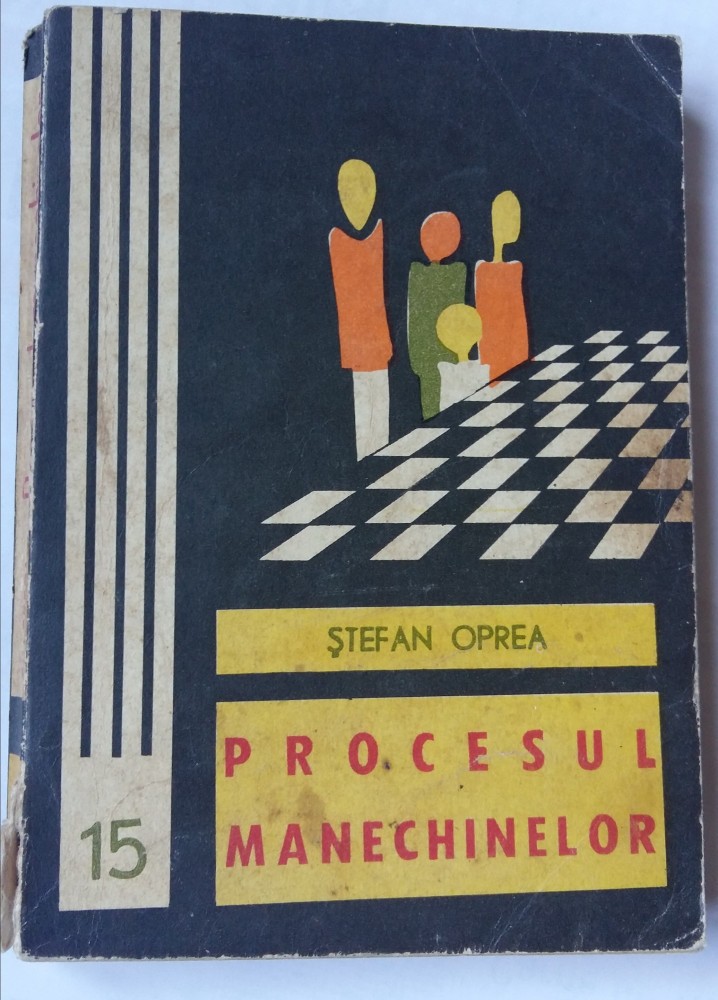 ŞTEFAN OPREA
PROCESUL
MANECHINELOR
15